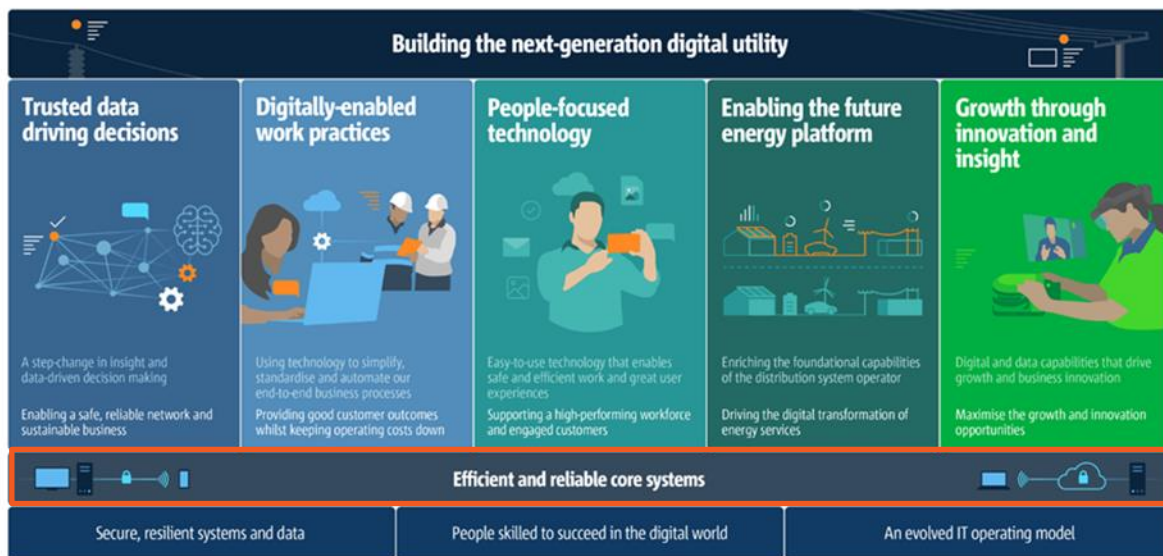 Building the next-generation digital utility
Trusted data
driving decisions
A step-change in insight and
data-driven decision making
Enabling a safe, reliable network and
sustainable business
Digitally-enabled
work practices
Using technology to simplify,
standardise and automate our
end-to-end business processes
Providing good customer outcomes
whilst keeping operating costs down
People-focused
technology
Easy-to-use technology that enables
safe and efficient work and great user
experiences
Supporting a high-performing workforce
and engaged customers
Enabling the future
energy platform
Enriching the foundational capabilities
of the distribution system operator
Driving the digital transformation of
energy services
Growth through
innovation and
insight
Digital and data capabilities that drive
growth and business innovation
Maximise the growth and innovation
opportunities
Efficient and reliable core systems
Secure, resilient systems and data
People skilled to succeed in the digital world
An evolved IT operating model